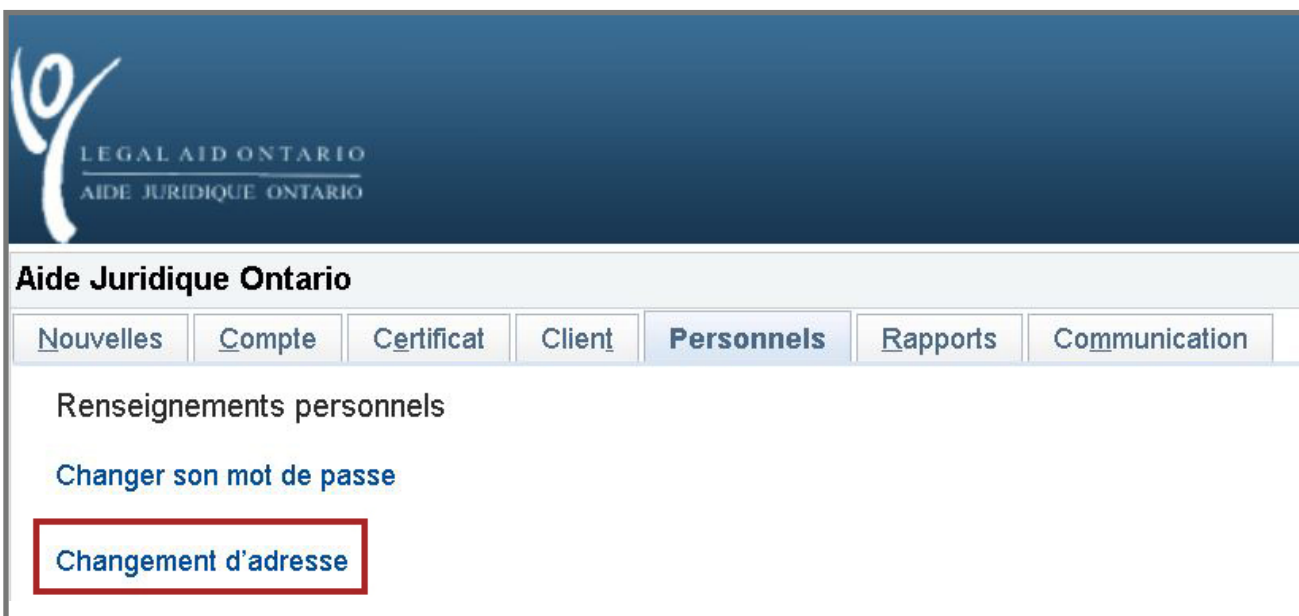 LEGAL AID ONTARIO
AIDE JURIDIQUE ONTARIO
Aide Juridique Ontario
Nouvelles Compte Certificat Client Personnels Rapports Communication
Renseignements personnels
Changer son mot de passe
Changement d'adresse